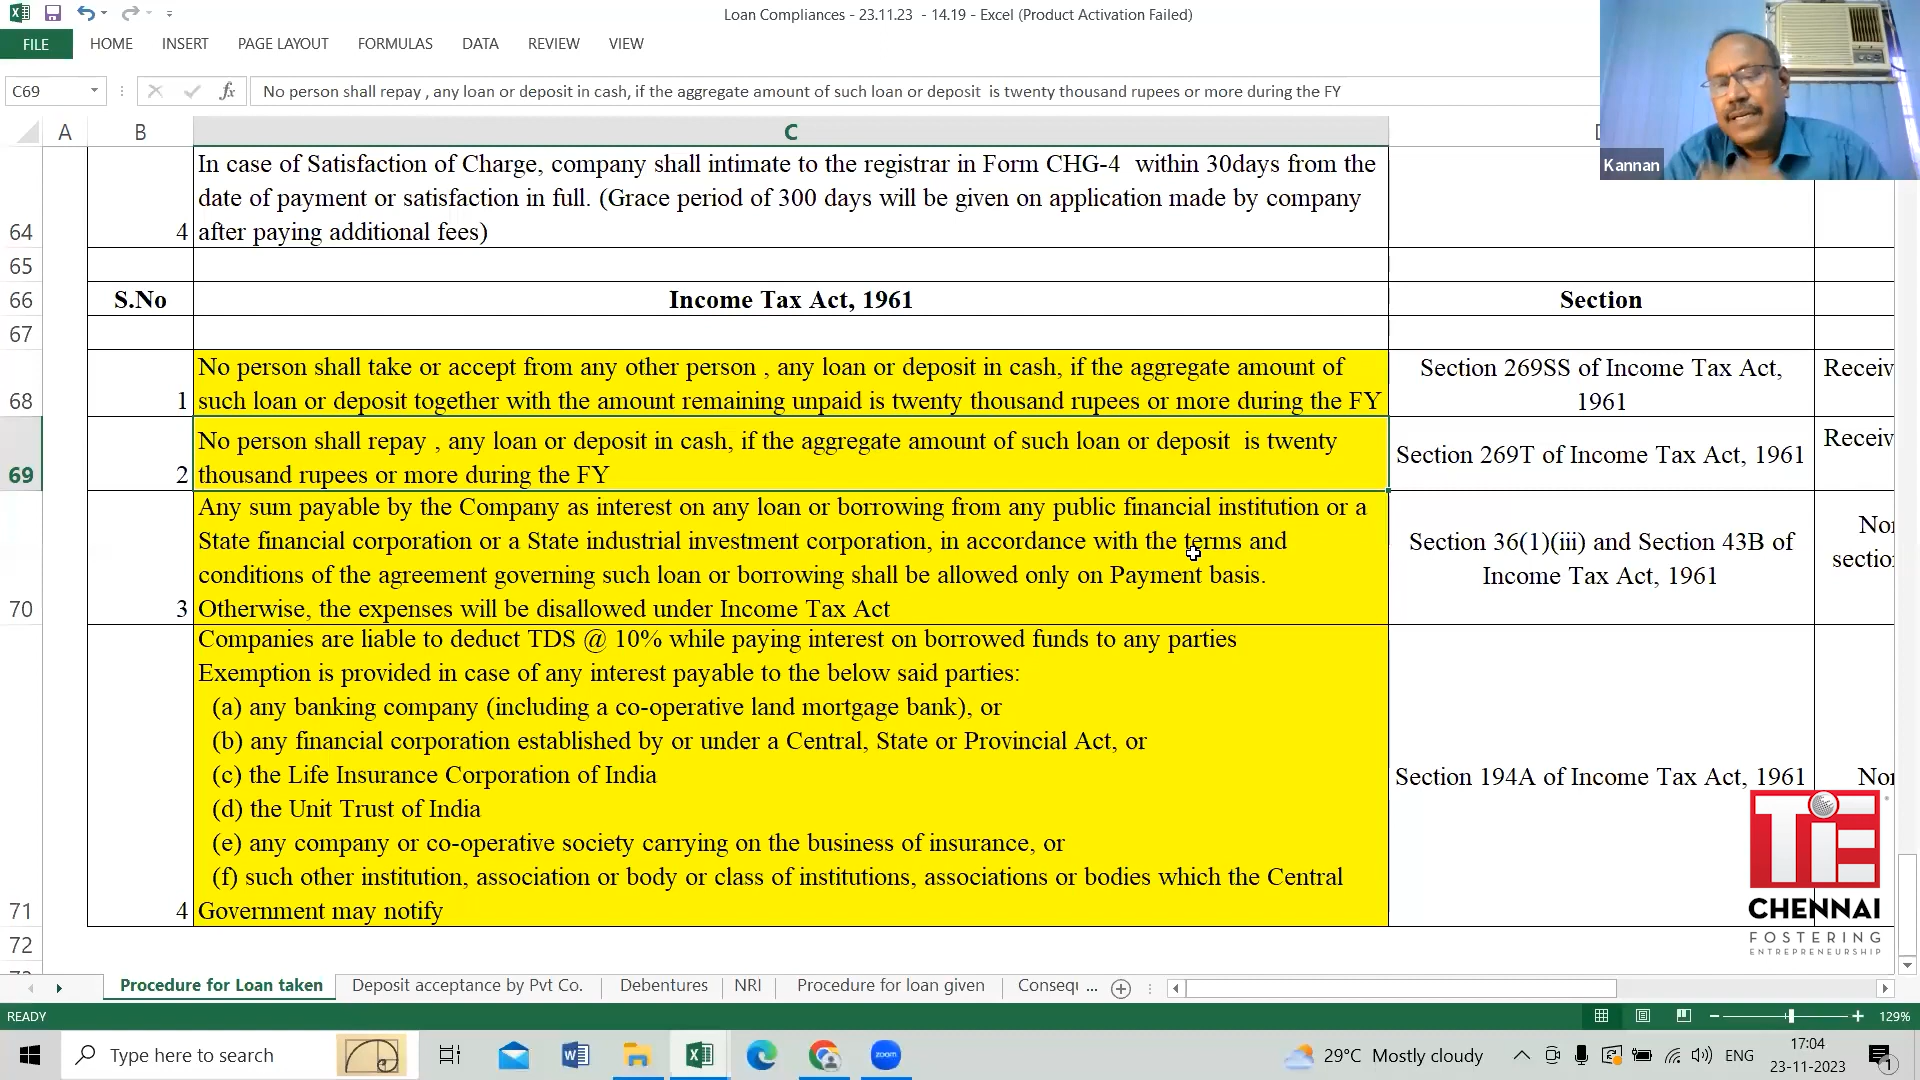 Loan Compliances - 23.11.23 - 14.19 - Excel (Product Activation Failed)
FILE HOME INSERT PAGE LAYOUT FORMULAS DATA REVIEW VIEW
C69 fx No person shall repay , any loan or deposit in cash, if the aggregate amount of such loan or deposit is twenty thousand rupees or more during the FY
Kannan
A B C
In case of Satisfaction of Charge, company shall intimate to the registrar in Form CHG-4 within 30days from the
date of payment or satisfaction in full. (Grace period of 300 days will be given on application made by company
64 4 after paying additional fees)
65
66 S.No Income Tax Act, 1961 Section
67
No person shall take or accept from any other person , any loan or deposit in cash, if the aggregate amount of
68 1 such loan or deposit together with the amount remaining unpaid is twenty thousand rupees or more during the FY
Section 269SS of Income Tax Act,
1961
Receiv
No person shall repay , any loan or deposit in cash, if the aggregate amount of such loan or deposit is twenty
69 2 thousand rupees or more during the FY
Section 269T of Income Tax Act, 1961
Receiv
Any sum payable by the Company as interest on any loan or borrowing from any public financial institution or a
State financial corporation or a State industrial investment corporation, in accordance with the terms and
conditions of the agreement governing such loan or borrowing shall be allowed only on Payment basis.
70 3 Otherwise, the expenses will be disallowed under Income Tax Act
Section 36(1)(iii) and Section 43B of
Income Tax Act, 1961
Companies are liable to deduct TDS @ 10% while paying interest on borrowed funds to any parties
Exemption is provided in case of any interest payable to the below said parties:
(a) any banking company (including a co-operative land mortgage bank), or
(b) any financial corporation established by or under a Central, State or Provincial Act, or
(c) the Life Insurance Corporation of India
(d) the Unit Trust of India
(e) any company or co-operative society carrying on the business of insurance, or
(f) such other institution, association or body or class of institutions, associations or bodies which the Central
71 4 Government may notify
Section 194A of Income Tax Act, 1961
72
TiE
CHENNAI
FOSTERING
ENTREPRENEURSHIP
Procedure for Loan taken Deposit acceptance by Pvt Co. Debentures NRI Procedure for loan given Consequ ...
READY 129%
Type here to search zoom 29°C Mostly cloudy ENG 17:04
23-11-2023 1